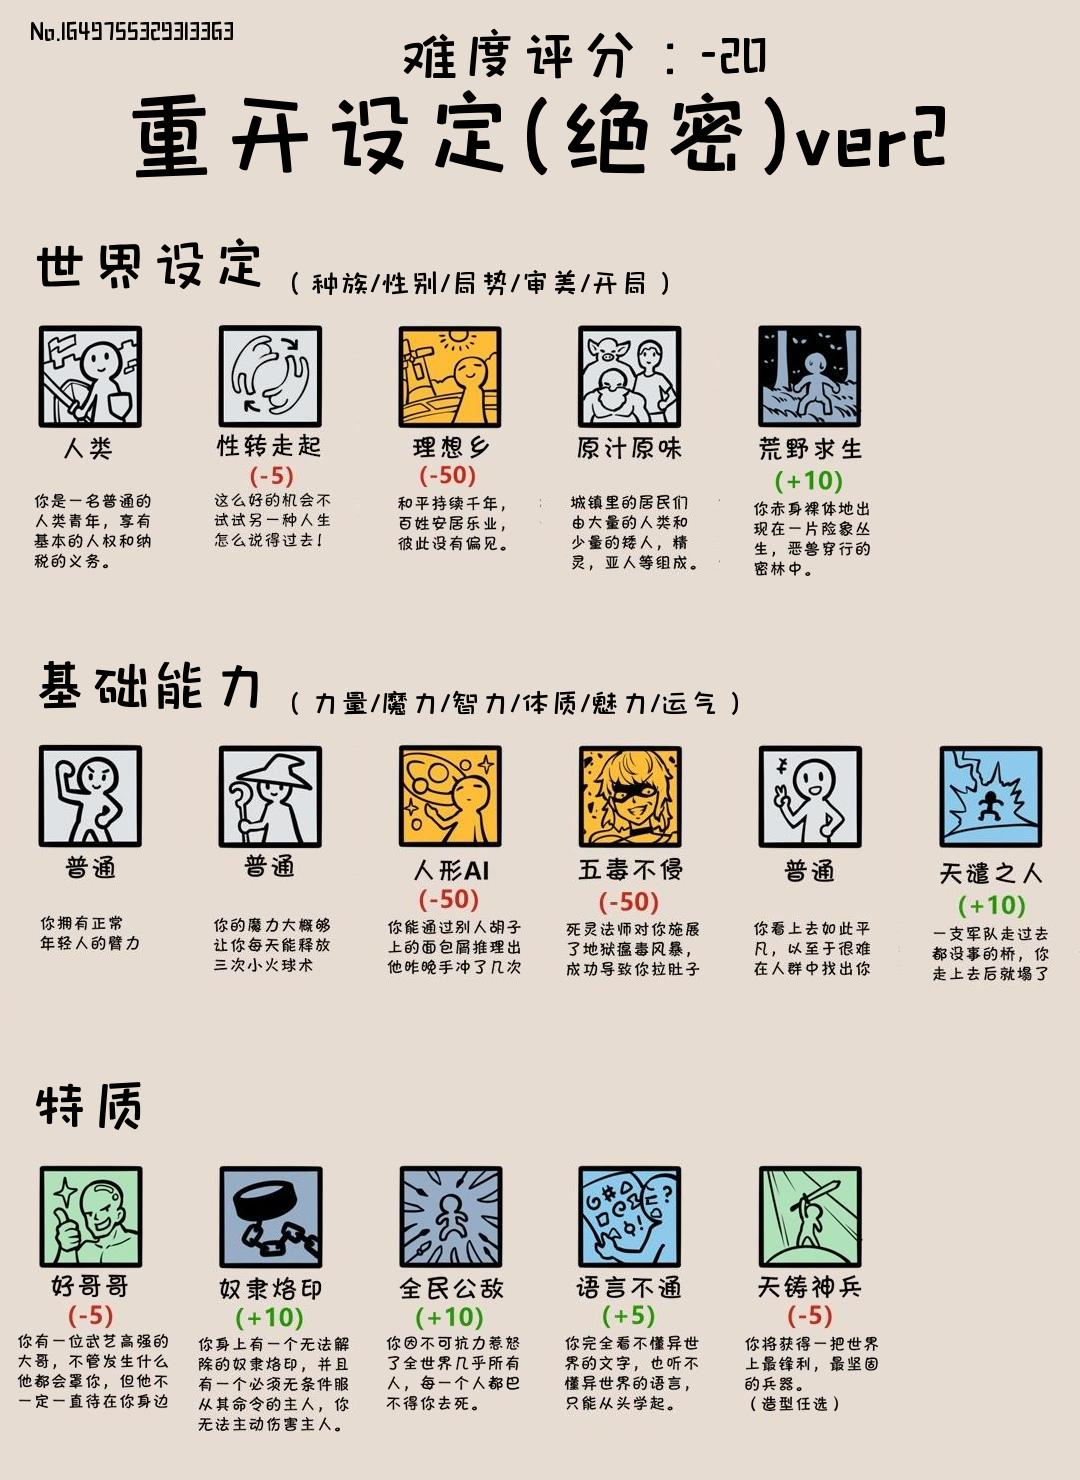 No.1649755329313363
难度评分：-20
重开设定(绝密)ver2
世界设定（种族/性别/局势/审美/开局）
人类
你是一名普通的
人类青年，享有
基本的人权和纳
税的义务。
性转走起
(-5)
这么好的机会不
试试另一种人生
怎么说得过去！
理想乡
(-50)
和平持续千年，
百姓安居乐业，
彼此没有偏见。
原汁原味
城镇里的居民们
由大量的人类和
少量的矮人，精
灵，亚人等组成。
荒野求生
(+10)
你赤身裸体地出
现在一片险象丛
生，恶兽穿行的
密林中。
基础能力（力量/魔力/智力/体质/魅力/运气）
普通
你拥有正常
年轻人的臂力
普通
你的魔力大概够
让你每天能释放
三次小火球术
人形AI
(-50)
你能通过别人胡子
上的面包屑推理出
他昨晚手冲了几次
五毒不侵
(-50)
死灵法师对你施展
了地狱瘟毒风暴，
成功导致你拉肚子
普通
你看上去如此平
凡，以至于很难
在人群中找出你
天谴之人
(+10)
一支军队走过去
都没事的桥，你
走上去后就塌了
特质
好哥哥
(-5)
你有一位武艺高强的
大哥，不管发生什么
他都会罩你，但他不
一定一直待在你身边
奴隶烙印
(+10)
你身上有一个无法解
除的奴隶烙印，并且
有一个必须无条件服
从其命令的主人，你
无法主动伤害主人。
全民公敌
(+10)
你因不可抗力惹怒
了全世界几乎所有
人，每一个人都巴
不得你去死。
语言不通
(+5)
你完全看不懂异世
界的文字，也听不
懂异世界的语言，
只能从头学起。
天铸神兵
(-5)
你将获得一把世界
上最锋利，最坚固
的兵器。
（造型任选）